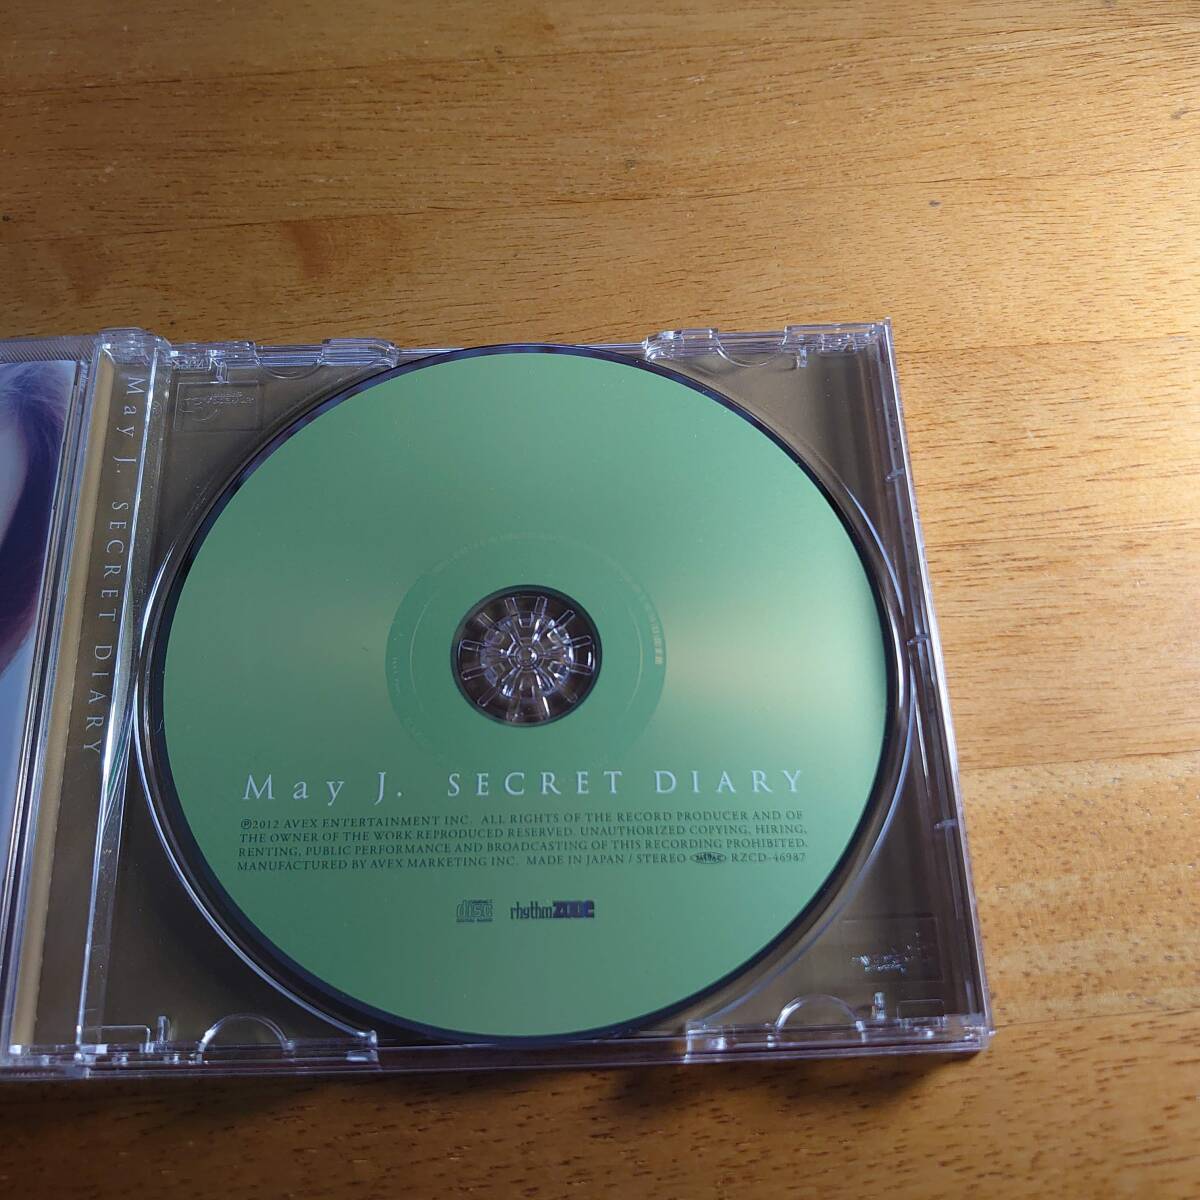 May J. SECRET DIARY
May J. SECRET DIARY
℗2012 AVEX ENTERTAINMENT INC. ALL RIGHTS OF THE RECORD PRODUCER AND OF
THE OWNER OF THE WORK REPRODUCED RESERVED. UNAUTHORIZED COPYING, HIRING,
RENTING, PUBLIC PERFORMANCE AND BROADCASTING OF THIS RECORDING PROHIBITED.
MANUFACTURED BY AVEX MARKETING INC. MADE IN JAPAN / STEREO RZCD-46987
disc rhythmZONE